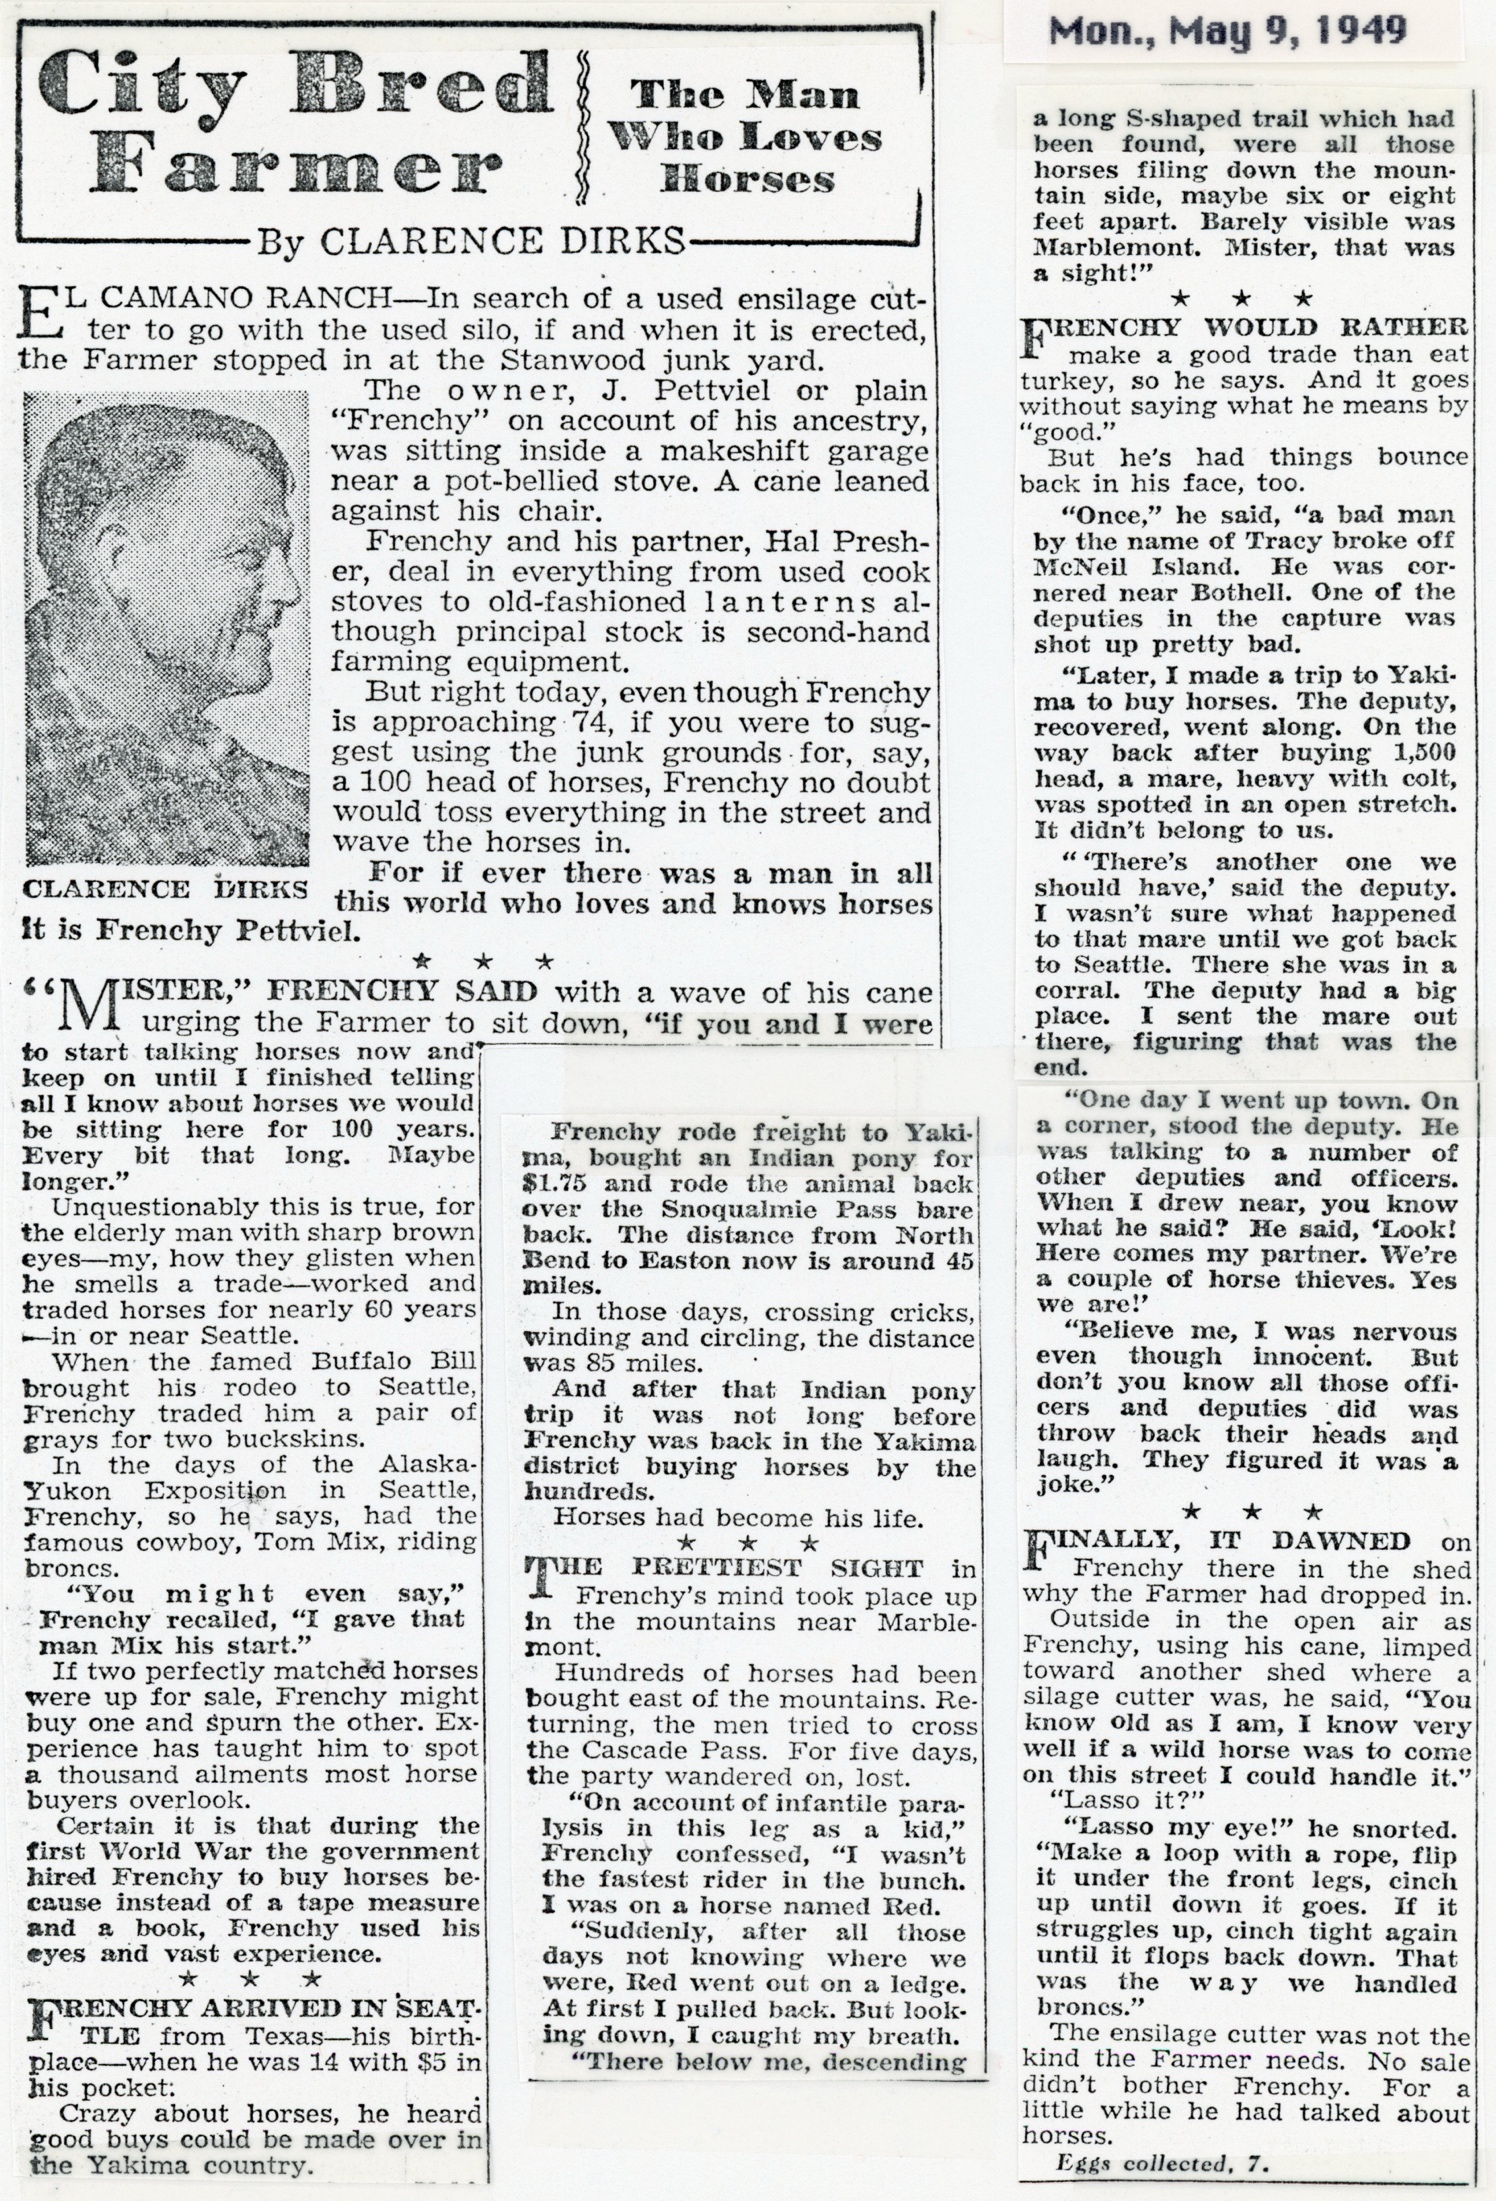 Mon., May 9, 1949
City Bred
Farmer
The Man
Who Loves
Horses
By CLARENCE DIRKS
EL CAMANO RANCH—In search of a used ensilage cut-
ter to go with the used silo, if and when it is erected,
the Farmer stopped in at the Stanwood junk yard.
The owner, J. Pettviel or plain
“Frenchy” on account of his ancestry,
was sitting inside a makeshift garage
near a pot-bellied stove. A cane leaned
against his chair.
Frenchy and his partner, Hal Presh-
er, deal in everything from used cook
stoves to old-fashioned lanterns al-
though principal stock is second-hand
farming equipment.
But right today, even though Frenchy
is approaching 74, if you were to sug-
gest using the junk grounds for, say,
a 100 head of horses, Frenchy no doubt
would toss everything in the street and
wave the horses in.
For if ever there was a man in all
CLARENCE DIRKS
this world who loves and knows horses
it is Frenchy Pettviel.
★ ★ ★
“MISTER,” FRENCHY SAID with a wave of his cane
urging the Farmer to sit down, “if you and I were
to start talking horses now and
keep on until I finished telling
all I know about horses we would
be sitting here for 100 years.
Every bit that long. Maybe
longer.”
Unquestionably this is true, for
the elderly man with sharp brown
eyes—my, how they glisten when
he smells a trade—worked and
traded horses for nearly 60 years
—in or near Seattle.
When the famed Buffalo Bill
brought his rodeo to Seattle,
Frenchy traded him a pair of
grays for two buckskins.
In the days of the Alaska-
Yukon Exposition in Seattle,
Frenchy, so he says, had the
famous cowboy, Tom Mix, riding
broncs.
“You might even say,”
Frenchy recalled, “I gave that
man Mix his start.”
If two perfectly matched horses
were up for sale, Frenchy might
buy one and spurn the other. Ex-
perience has taught him to spot
a thousand ailments most horse
buyers overlook.
Certain it is that during the
first World War the government
hired Frenchy to buy horses be-
cause instead of a tape measure
and a book, Frenchy used his
eyes and vast experience.
★ ★ ★
FRENCHY ARRIVED IN SEAT-
TLE from Texas—his birth-
place—when he was 14 with $5 in
his pocket.
Crazy about horses, he heard
good buys could be made over in
the Yakima country.
Frenchy rode freight to Yaki-
ma, bought an Indian pony for
$1.75 and rode the animal back
over the Snoqualmie Pass bare
back. The distance from North
Bend to Easton now is around 45
miles.
In those days, crossing cricks,
winding and circling, the distance
was 85 miles.
And after that Indian pony
trip it was not long before
Frenchy was back in the Yakima
district buying horses by the
hundreds.
Horses had become his life.
★ ★ ★
THE PRETTIEST SIGHT in
Frenchy's mind took place up
in the mountains near Marble-
mont.
Hundreds of horses had been
bought east of the mountains. Re-
turning, the men tried to cross
the Cascade Pass. For five days,
the party wandered on, lost.
“On account of infantile para-
lysis in this leg as a kid,”
Frenchy confessed, “I wasn't
the fastest rider in the bunch.
I was on a horse named Red.
“Suddenly, after all those
days not knowing where we
were, Red went out on a ledge.
At first I pulled back. But look-
ing down, I caught my breath.
“There below me, descending
a long S-shaped trail which had
been found, were all those
horses filing down the moun-
tain side, maybe six or eight
feet apart. Barely visible was
Marblemont. Mister, that was
a sight!”
★ ★ ★
FRENCHY WOULD RATHER
make a good trade than eat
turkey, so he says. And it goes
without saying what he means by
“good.”
But he's had things bounce
back in his face, too.
“Once,” he said, “a bad man
by the name of Tracy broke off
McNeil Island. He was cor-
nered near Bothell. One of the
deputies in the capture was
shot up pretty bad.
“Later, I made a trip to Yaki-
ma to buy horses. The deputy,
recovered, went along. On the
way back after buying 1,500
head, a mare, heavy with colt,
was spotted in an open stretch.
It didn't belong to us.
“ ‘There's another one we
should have,’ said the deputy.
I wasn't sure what happened
to that mare until we got back
to Seattle. There she was in a
corral. The deputy had a big
place. I sent the mare out
there, figuring that was the
end.
“One day I went up town. On
a corner, stood the deputy. He
was talking to a number of
other deputies and officers.
When I drew near, you know
what he said? He said, ‘Look!
Here comes my partner. We're
a couple of horse thieves. Yes
we are!’
“Believe me, I was nervous
even though innocent. But
don't you know all those offi-
cers and deputies did was
throw back their heads and
laugh. They figured it was a
joke.”
★ ★ ★
FINALLY, IT DAWNED on
Frenchy there in the shed
why the Farmer had dropped in.
Outside in the open air as
Frenchy, using his cane, limped
toward another shed where a
silage cutter was, he said, “You
know old as I am, I know very
well if a wild horse was to come
on this street I could handle it.”
“Lasso it?”
“Lasso my eye!” he snorted.
“Make a loop with a rope, flip
it under the front legs, cinch
up until down it goes. If it
struggles up, cinch tight again
until it flops back down. That
was the way we handled
broncs.”
The ensilage cutter was not the
kind the Farmer needs. No sale
didn't bother Frenchy. For a
little while he had talked about
horses.
Eggs collected, 7.